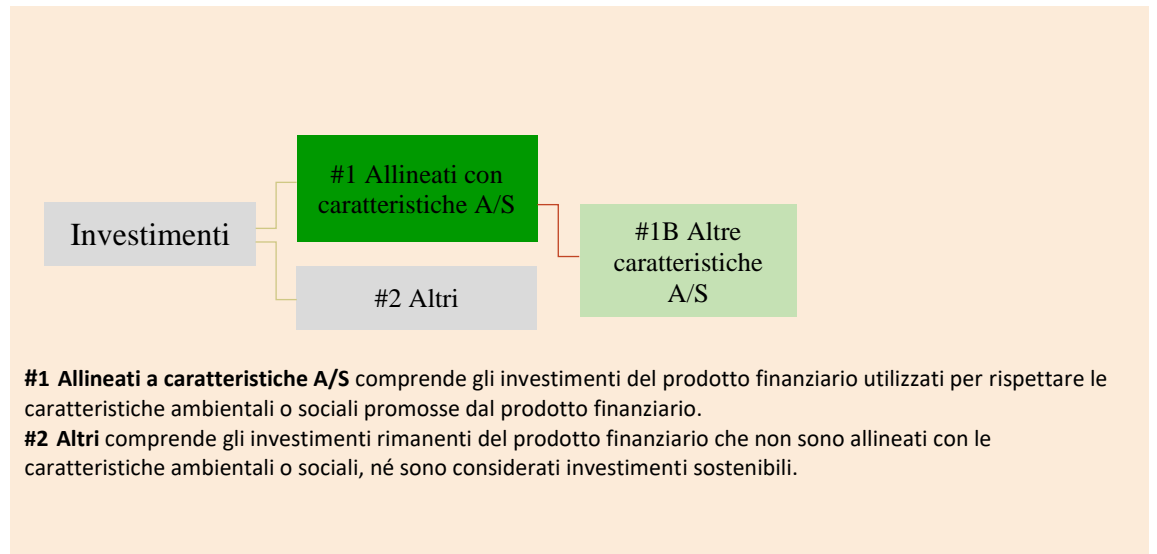 #1 Allineati con
caratteristiche A/S
Investimenti
#1B Altre
caratteristiche
A/S
#2 Altri
#1 Allineati a caratteristiche A/S comprende gli investimenti del prodotto finanziario utilizzati per rispettare le
caratteristiche ambientali o sociali promosse dal prodotto finanziario.
#2 Altri comprende gli investimenti rimanenti del prodotto finanziario che non sono allineati con le
caratteristiche ambientali o sociali, né sono considerati investimenti sostenibili.